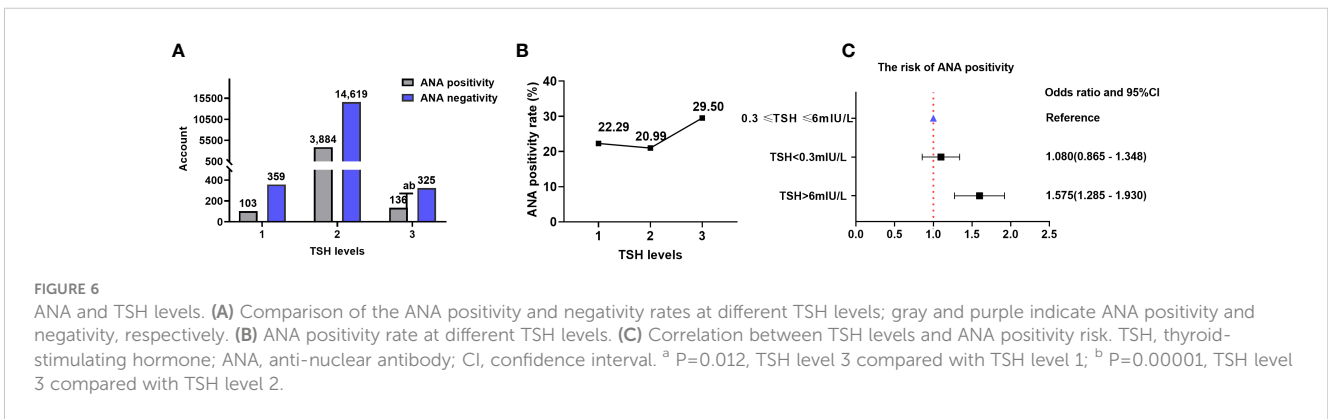 A
ANA positivity
ANA negativity
Account
15500
10500
5500
500
400
200
0
103
359
3,884
14,619
136
ab
325
1
2
3
TSH levels
B
ANA positivity rate (%)
40
30
20
10
0
22.29
20.99
29.50
1
2
3
TSH levels
C
The risk of ANA positivity
Odds ratio and 95%CI
0.3 ⩽TSH ⩽6mIU/L
Reference
TSH<0.3mIU/L
1.080(0.865 - 1.348)
TSH>6mIU/L
1.575(1.285 - 1.930)
0.0 0.5 1.0 1.5 2.0 2.5
FIGURE 6
ANA and TSH levels. (A) Comparison of the ANA positivity and negativity rates at different TSH levels; gray and purple indicate ANA positivity and
negativity, respectively. (B) ANA positivity rate at different TSH levels. (C) Correlation between TSH levels and ANA positivity risk. TSH, thyroid-
stimulating hormone; ANA, anti-nuclear antibody; CI, confidence interval. ᵃ P=0.012, TSH level 3 compared with TSH level 1; ᵇ P=0.00001, TSH level
3 compared with TSH level 2.